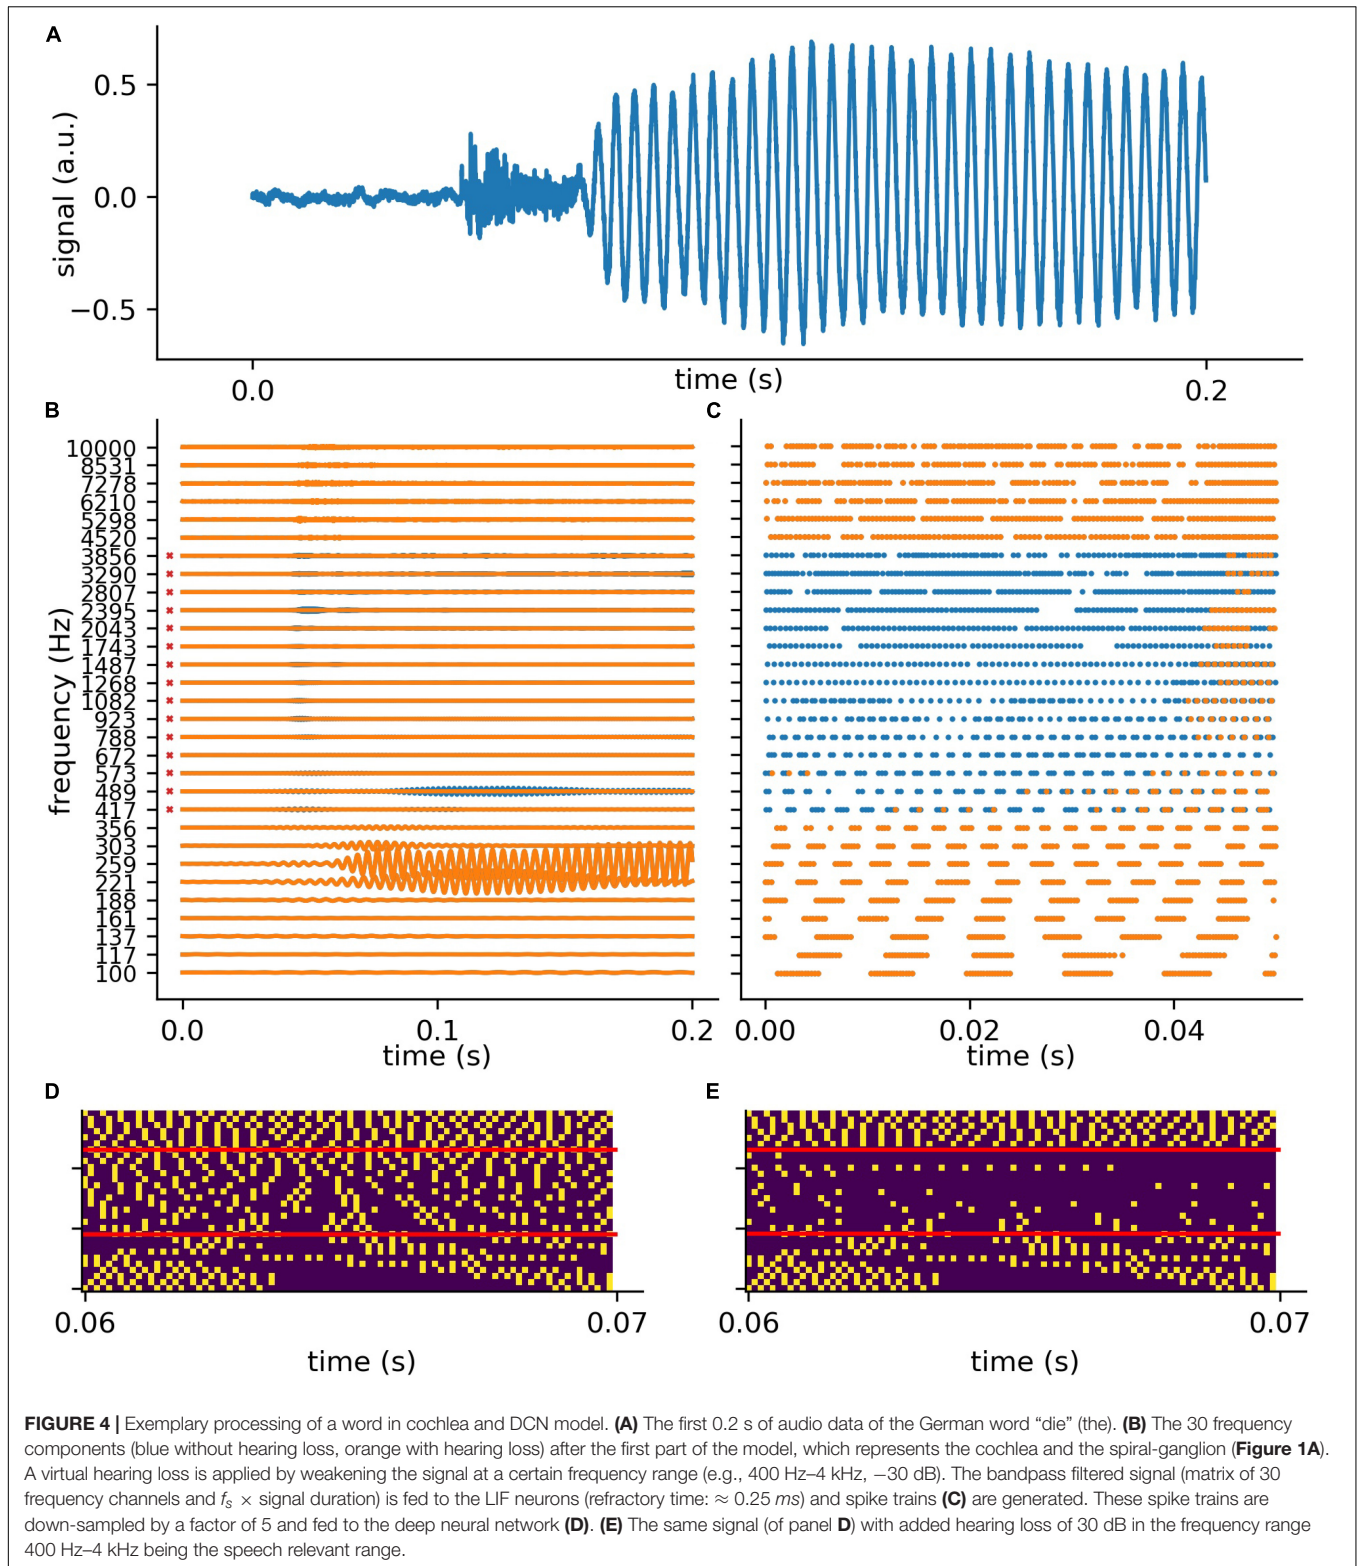 A
0.5
0.0
−0.5
signal (a.u.)
0.0
time (s)
0.2
B
C
10000
8531
7278
6210
5298
4520
3856
3290
2807
2395
2043
1743
1487
1268
1082
923
788
672
573
489
417
356
303
259
221
188
161
137
117
100
frequency (Hz)
0.0
0.1
0.2
time (s)
0.00
0.02
0.04
time (s)
D
E
0.06
0.07
time (s)
0.06
0.07
time (s)
FIGURE 4 | Exemplary processing of a word in cochlea and DCN model. (A) The first 0.2 s of audio data of the German word “die” (the). (B) The 30 frequency
components (blue without hearing loss, orange with hearing loss) after the first part of the model, which represents the cochlea and the spiral-ganglion (Figure 1A).
A virtual hearing loss is applied by weakening the signal at a certain frequency range (e.g., 400 Hz–4 kHz, −30 dB). The bandpass filtered signal (matrix of 30
frequency channels and fs × signal duration) is fed to the LIF neurons (refractory time: ≈ 0.25 ms) and spike trains (C) are generated. These spike trains are
down-sampled by a factor of 5 and fed to the deep neural network (D). (E) The same signal (of panel D) with added hearing loss of 30 dB in the frequency range
400 Hz–4 kHz being the speech relevant range.